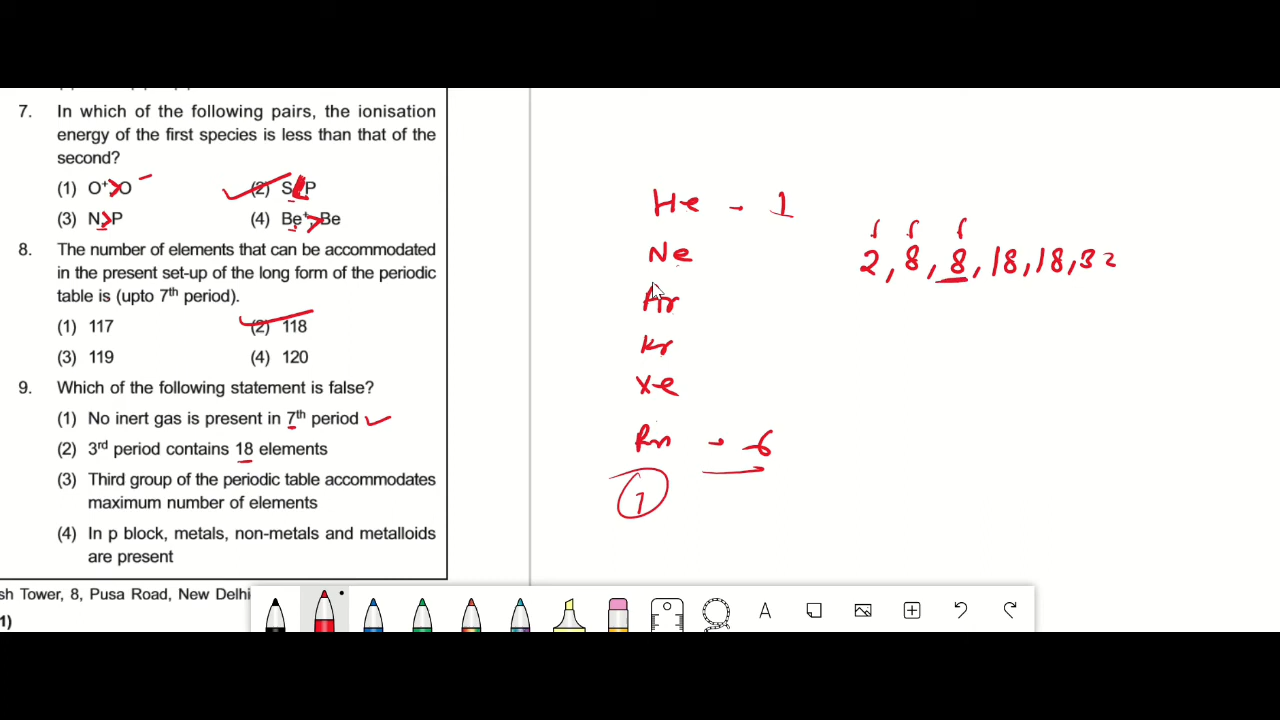 7. In which of the following pairs, the ionisation
energy of the first species is less than that of the
second?
(1) O⁺ > O⁻
(2) S < P
(3) N > P
(4) Be⁺ > Be
8. The number of elements that can be accommodated
in the present set-up of the long form of the periodic
table is (upto 7th period).
(1) 117
(2) 118
(3) 119
(4) 120
9. Which of the following statement is false?
(1) No inert gas is present in 7th period
(2) 3rd period contains 18 elements
(3) Third group of the periodic table accommodates
maximum number of elements
(4) In p block, metals, non-metals and metalloids
are present
sh Tower, 8, Pusa Road, New Delhi
1)
He - 1
Ne
Ar
Kr
Xe
Rn - 6
7
2, 8, 8, 18, 18, 32
A